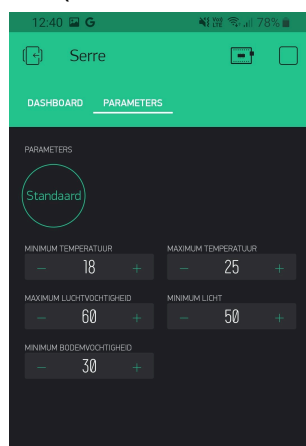 12:40 G 78%
Serre
DASHBOARD PARAMETERS
PARAMETERS
Standaard
MINIMUM TEMPERATUUR MAXIMUM TEMPERATUUR
− 18 + − 25 +
MAXIMUM LUCHTVOCHTIGHEID MINIMUM LICHT
− 60 + − 50 +
MINIMUM BODEMVOCHTIGHEID
− 30 +